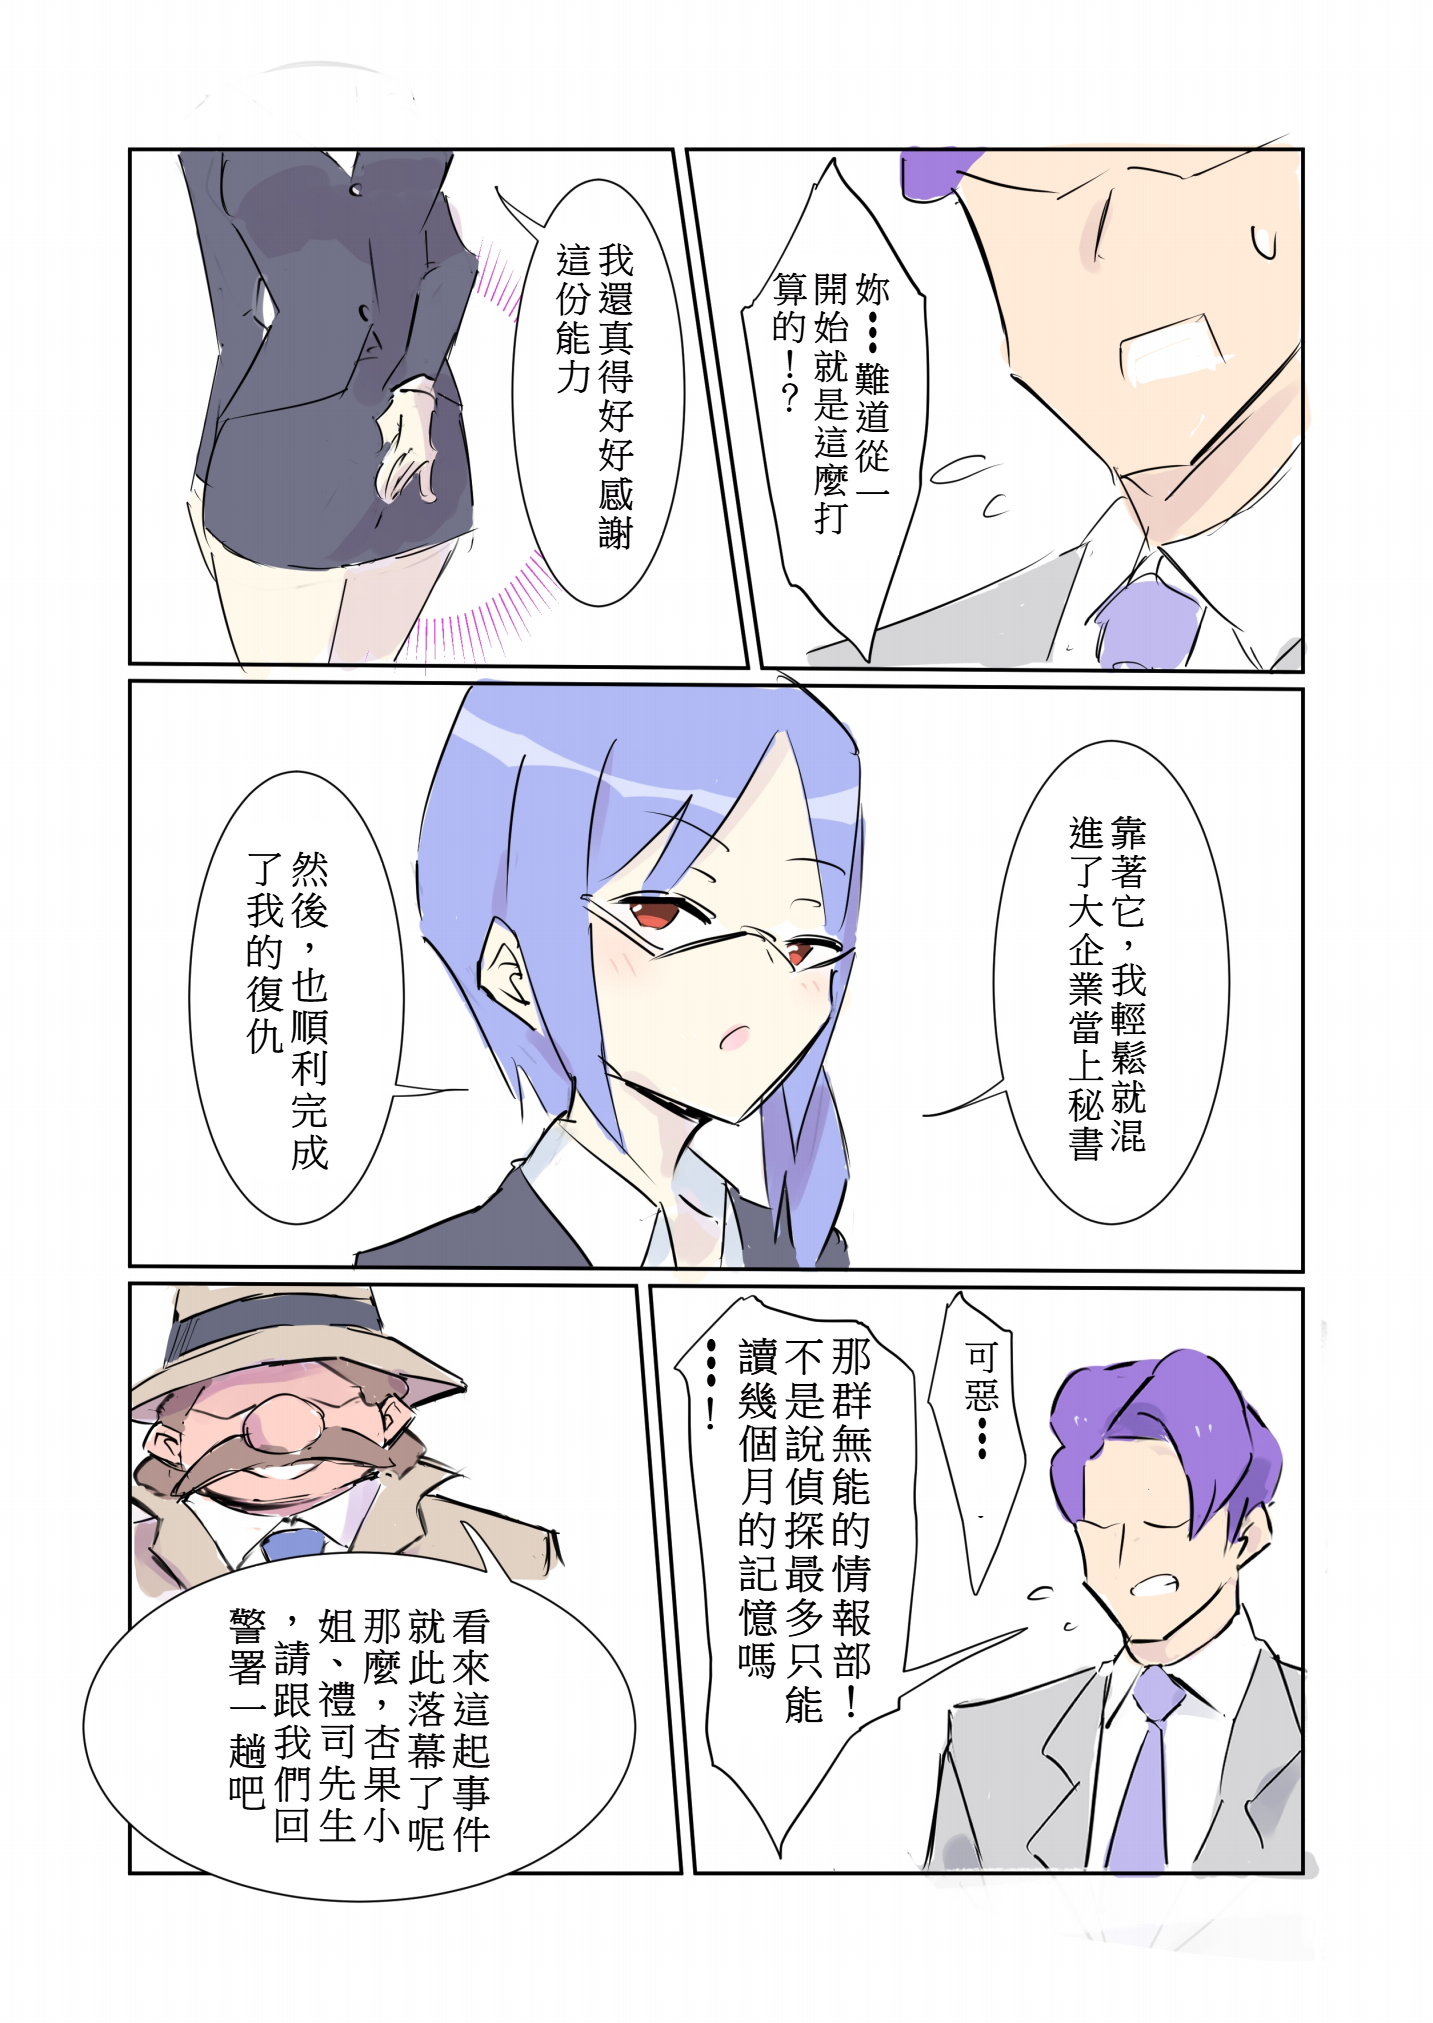 妳……難道從一
開始就是這麼打
算的！？
我還真得好好感謝
這份能力
靠著它，我輕鬆就混
進了大企業當上秘書
然後，也順利完成
了我的復仇
可惡……
那群無能的情報部！
不是說偵探最多只能
讀幾個月的記憶嗎
……！
看來這起事件
就此落幕了呢
那麼，杏果小
姐、禮司先生
，請跟我們回
警署一趟吧